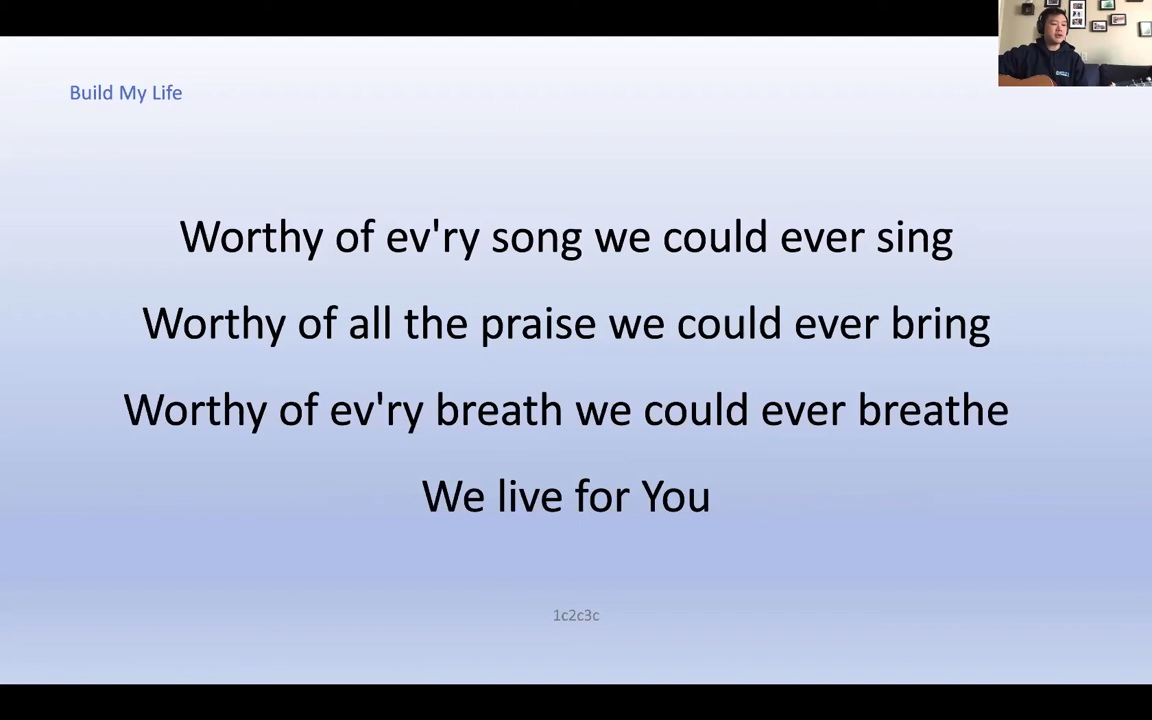 Build My Life
Worthy of ev'ry song we could ever sing
Worthy of all the praise we could ever bring
Worthy of ev'ry breath we could ever breathe
We live for You
1c2c3c